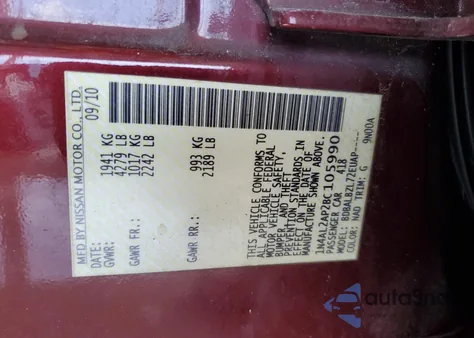 MFD BY NISSAN MOTOR CO., LTD.
DATE: 09/10
GVWR: 1941 KG
4279 LB
GAWR FR.: 1017 KG
2242 LB
GAWR RR.: 993 KG
2189 LB
THIS VEHICLE CONFORMS TO
ALL APPLICABLE FEDERAL
MOTOR VEHICLE SAFETY,
BUMPER, AND THEFT
PREVENTION STANDARDS IN
EFFECT ON THE DATE OF
MANUFACTURE SHOWN ABOVE.
1N4AL2AP2BC105990
PASSENGER CAR 418
MODEL:
COLOR: NAD TRIM: G